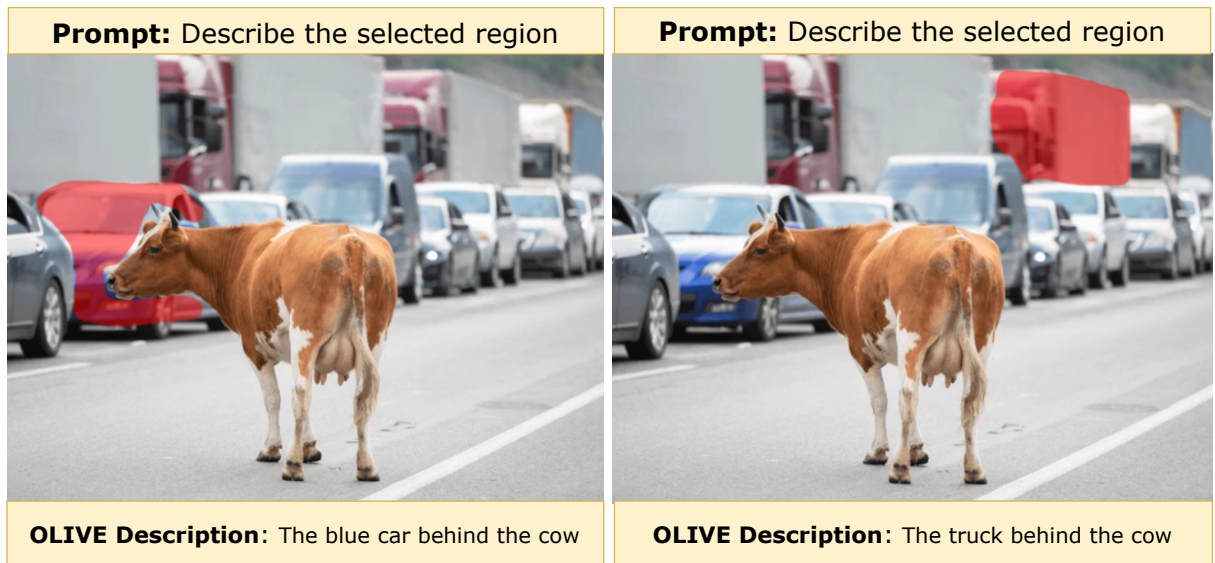 Prompt: Describe the selected region
Prompt: Describe the selected region
OLIVE Description: The blue car behind the cow
OLIVE Description: The truck behind the cow